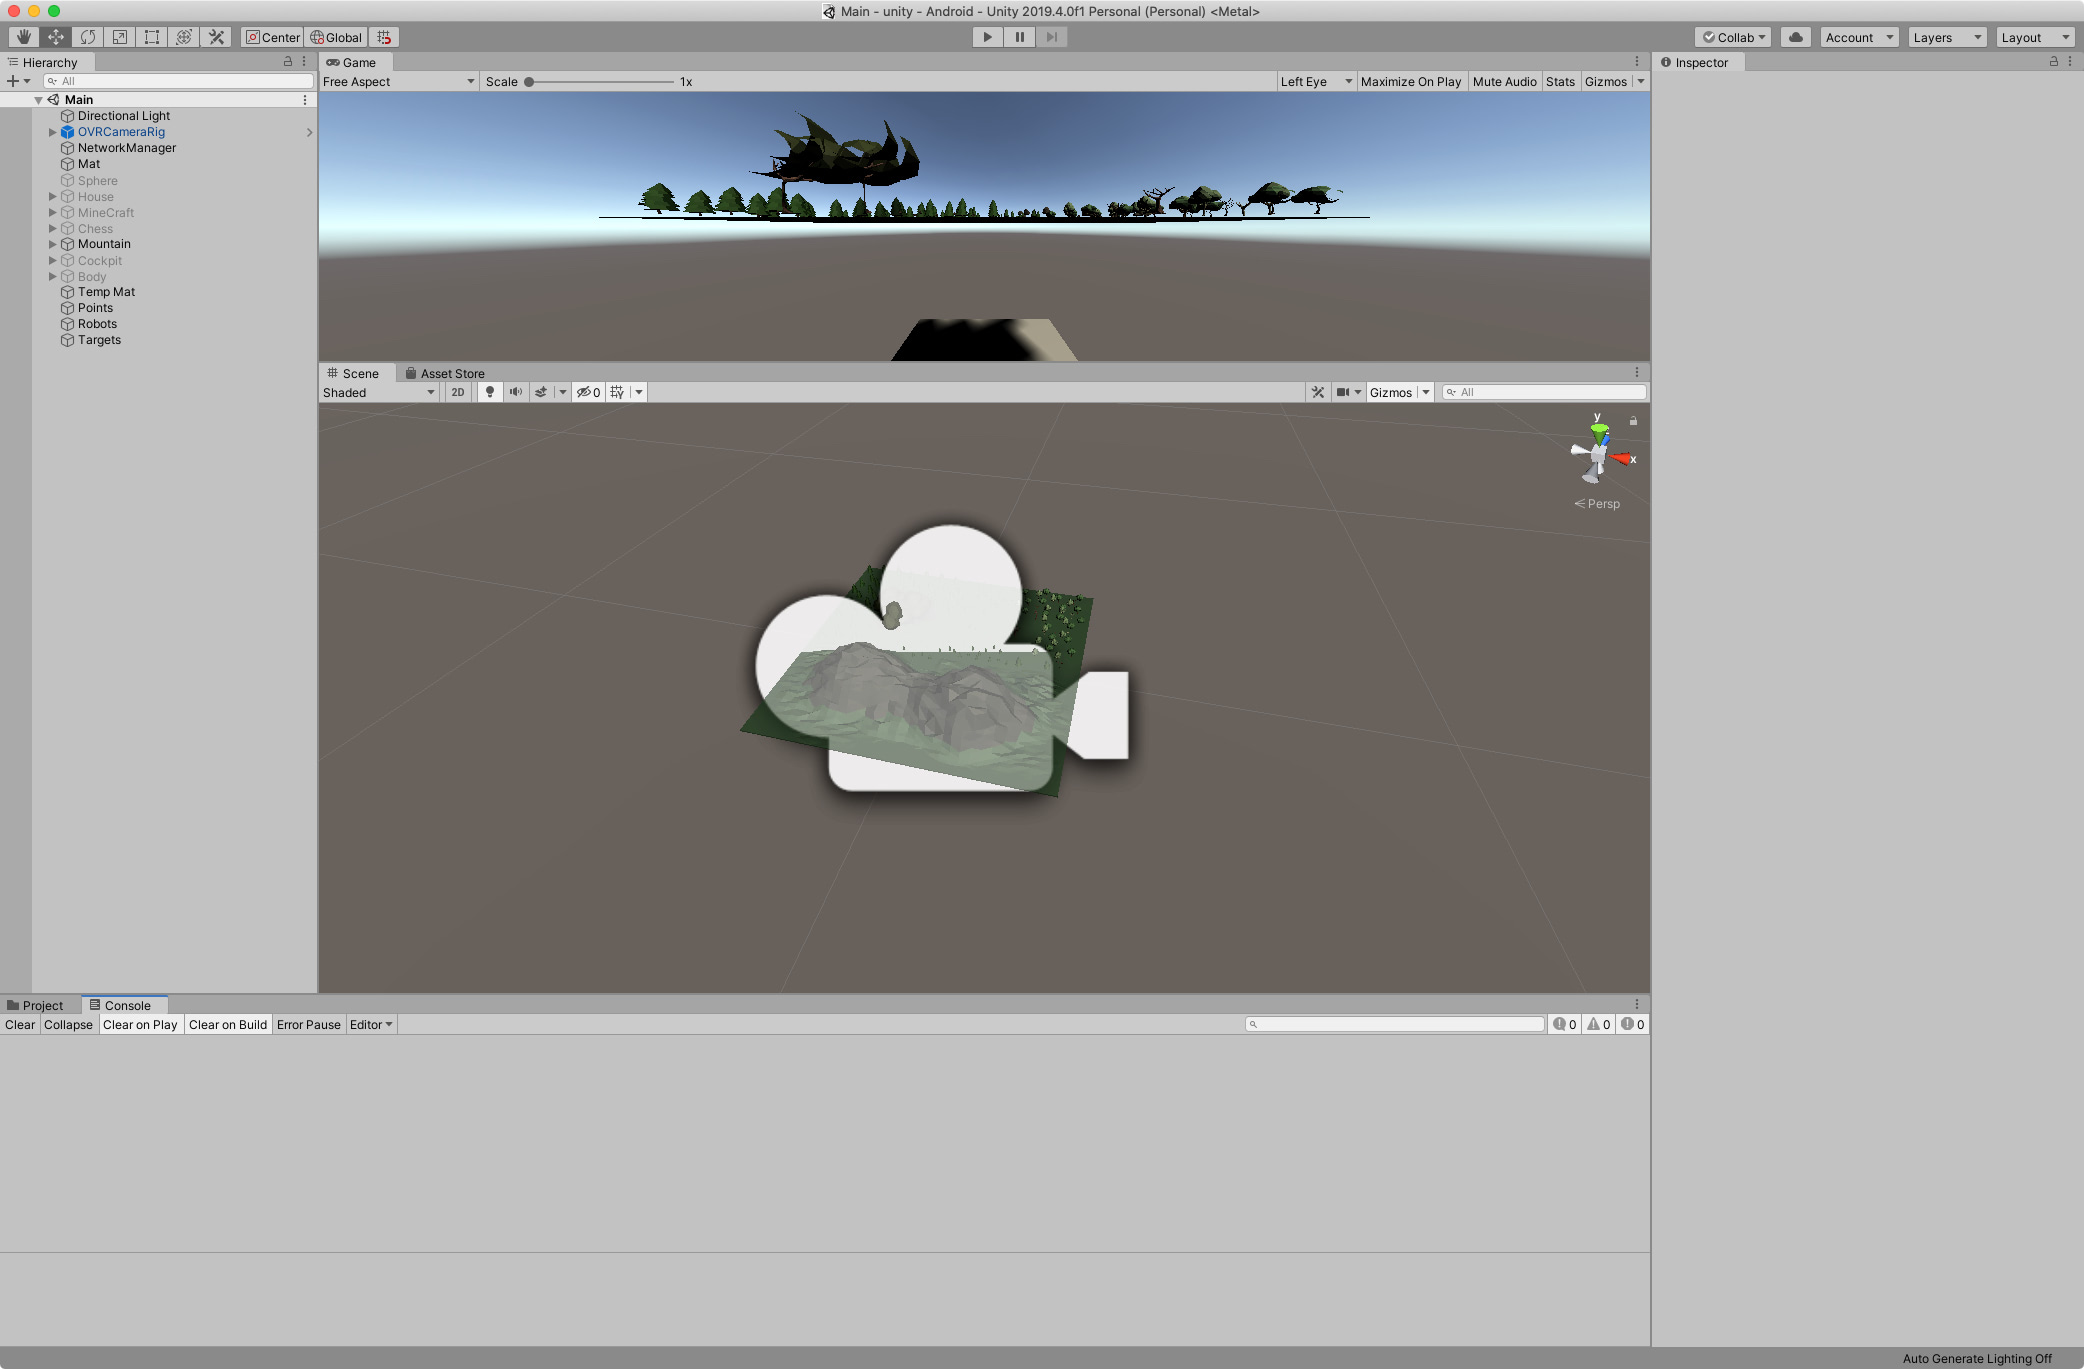 Main - unity - Android - Unity 2019.4.0f1 Personal (Personal) <Metal>
Center Global Collab Account Layers Layout
Hierarchy
All
Main
Directional Light
OVRCameraRig
NetworkManager
Mat
Sphere
House
MineCraft
Chess
Mountain
Cockpit
Body
Temp Mat
Points
Robots
Targets
Game
Free Aspect Scale 1x Left Eye Maximize On Play Mute Audio Stats Gizmos
Scene Asset Store
Shaded 2D 0 Gizmos All
y
x
Persp
Inspector
Project Console
Clear Collapse Clear on Play Clear on Build Error Pause Editor 0 0 0
Auto Generate Lighting Off